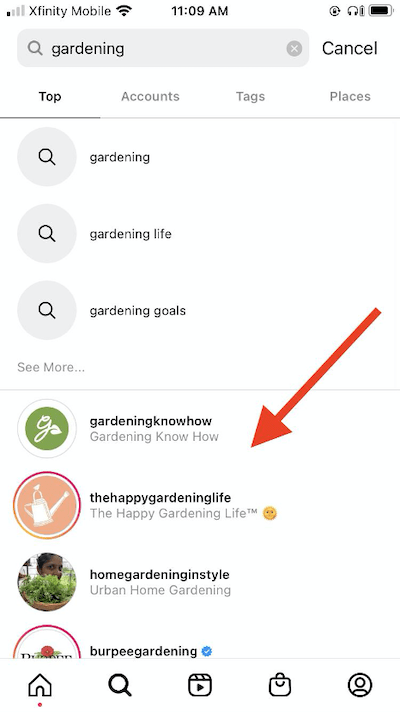 Xfinity Mobile 11:09 AM
gardening Cancel
Top Accounts Tags Places
gardening
gardening life
gardening goals
See More...
gardeningknowhow
Gardening Know How
thehappygardeninglife
The Happy Gardening Life™ 🌝
homegardeninginstyle
Urban Home Gardening
burpeegardening